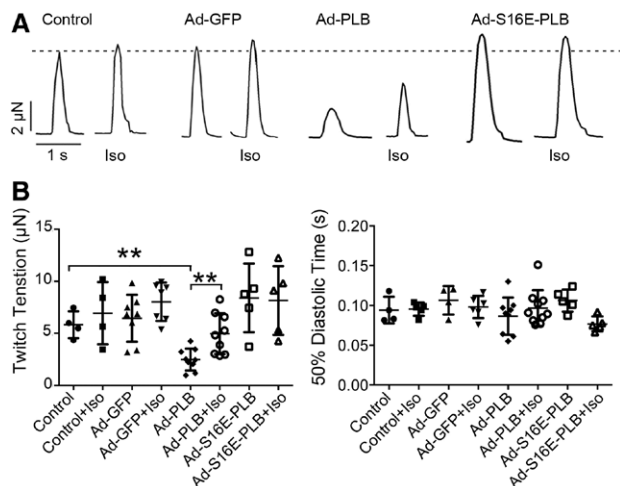 A
Control Ad-GFP Ad-PLB Ad-S16E-PLB
2 µN
1 s
Iso Iso Iso Iso
B
Twitch Tenstion (µN)
15
10
5
0
**
**
Control
Control+Iso
Ad-GFP
Ad-GFP+Iso
Ad-PLB
Ad-PLB+Iso
Ad-S16E-PLB
Ad-S16E-PLB+Iso
50% Diastolic Time (s)
0.20
0.15
0.10
0.05
0.00
Control
Control+Iso
Ad-GFP
Ad-GFP+Iso
Ad-PLB
Ad-PLB+Iso
Ad-S16E-PLB
Ad-S16E-PLB+Iso